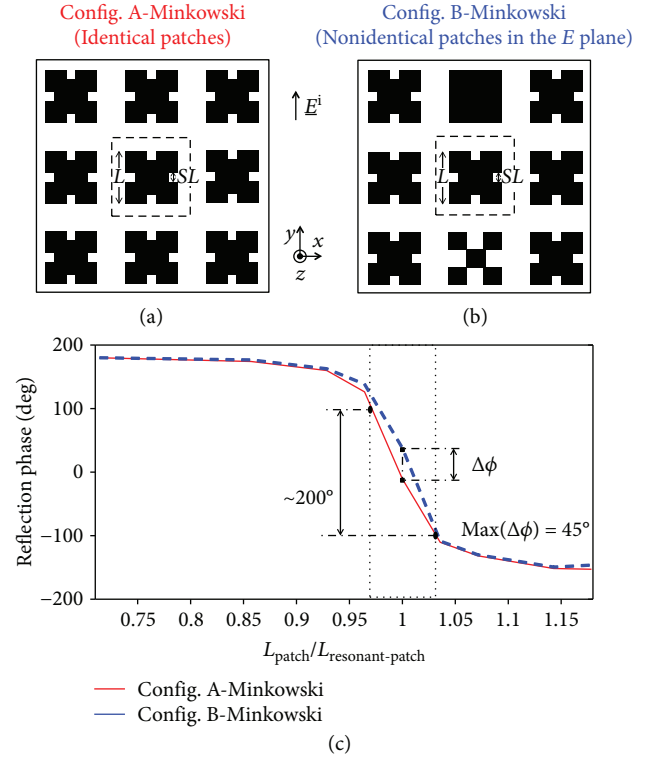 Config. A-Minkowski
(Identical patches)
Config. B-Minkowski
(Nonidentical patches in the E plane)
E^i
L
SL
y
x
z
L
SL
(a)
(b)
200
100
0
−100
−200
Reflection phase (deg)
~200°
Δϕ
Max(Δϕ) = 45°
0.75
0.8
0.85
0.9
0.95
1
1.05
1.1
1.15
L_patch/L_resonant-patch
Config. A-Minkowski
Config. B-Minkowski
(c)